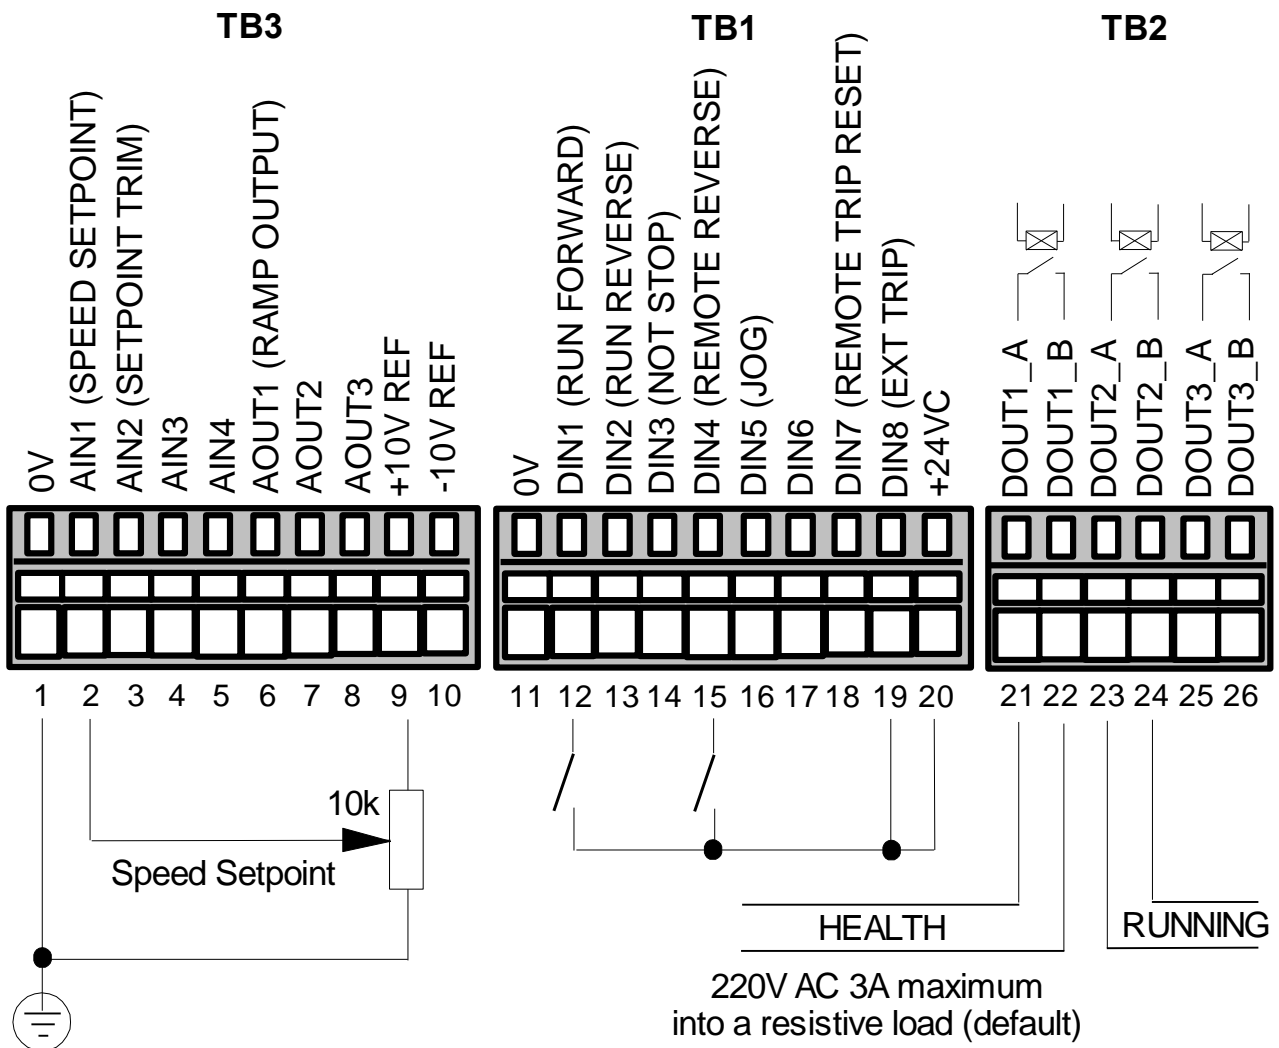 TB3
TB1
TB2
0V
AIN1 (SPEED SETPOINT)
AIN2 (SETPOINT TRIM)
AIN3
AIN4
AOUT1 (RAMP OUTPUT)
AOUT2
AOUT3
+10V REF
-10V REF
0V
DIN1 (RUN FORWARD)
DIN2 (RUN REVERSE)
DIN3 (NOT STOP)
DIN4 (REMOTE REVERSE)
DIN5 (JOG)
DIN6
DIN7 (REMOTE TRIP RESET)
DIN8 (EXT TRIP)
+24VC
DOUT1_A
DOUT1_B
DOUT2_A
DOUT2_B
DOUT3_A
DOUT3_B
1 2 3 4 5 6 7 8 9 10
11 12 13 14 15 16 17 18 19 20
21 22 23 24 25 26
10k
Speed Setpoint
HEALTH
RUNNING
220V AC 3A maximum
into a resistive load (default)